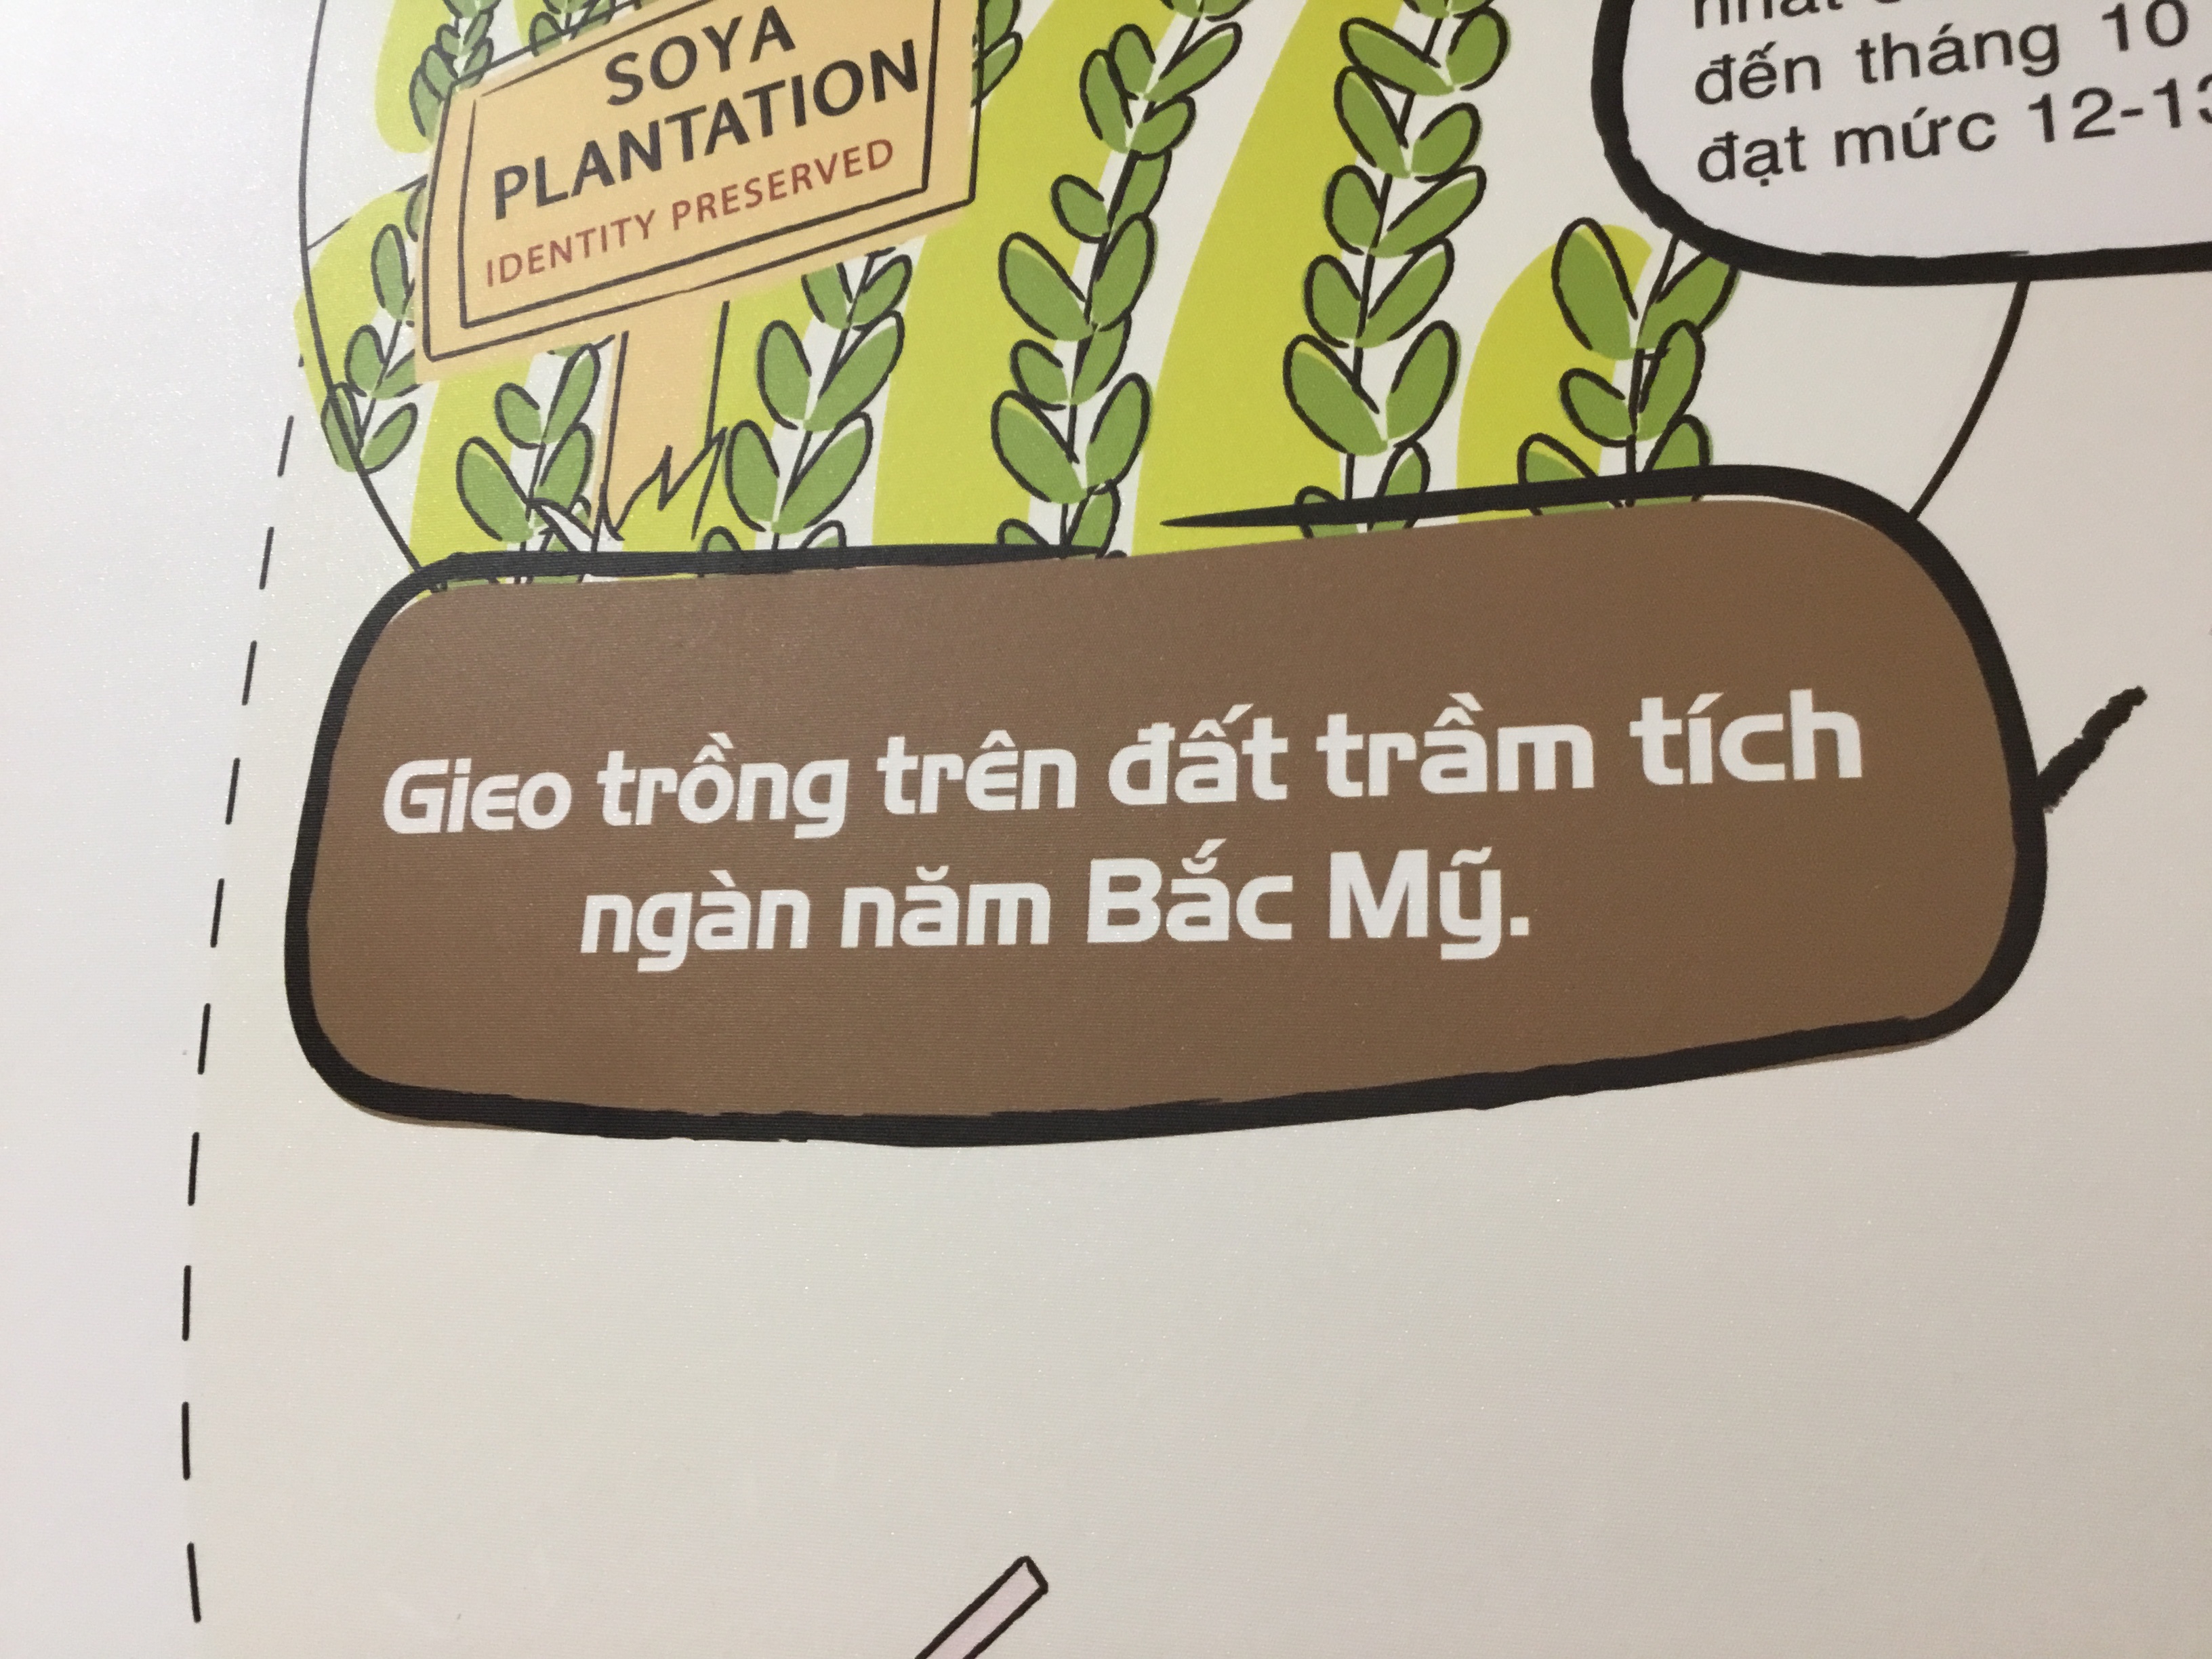 SOYA
PLANTATION
IDENTITY PRESERVED
đến tháng 10
đạt mức
Gieo trồng trên đất trầm tích
ngàn năm Bắc Mỹ.